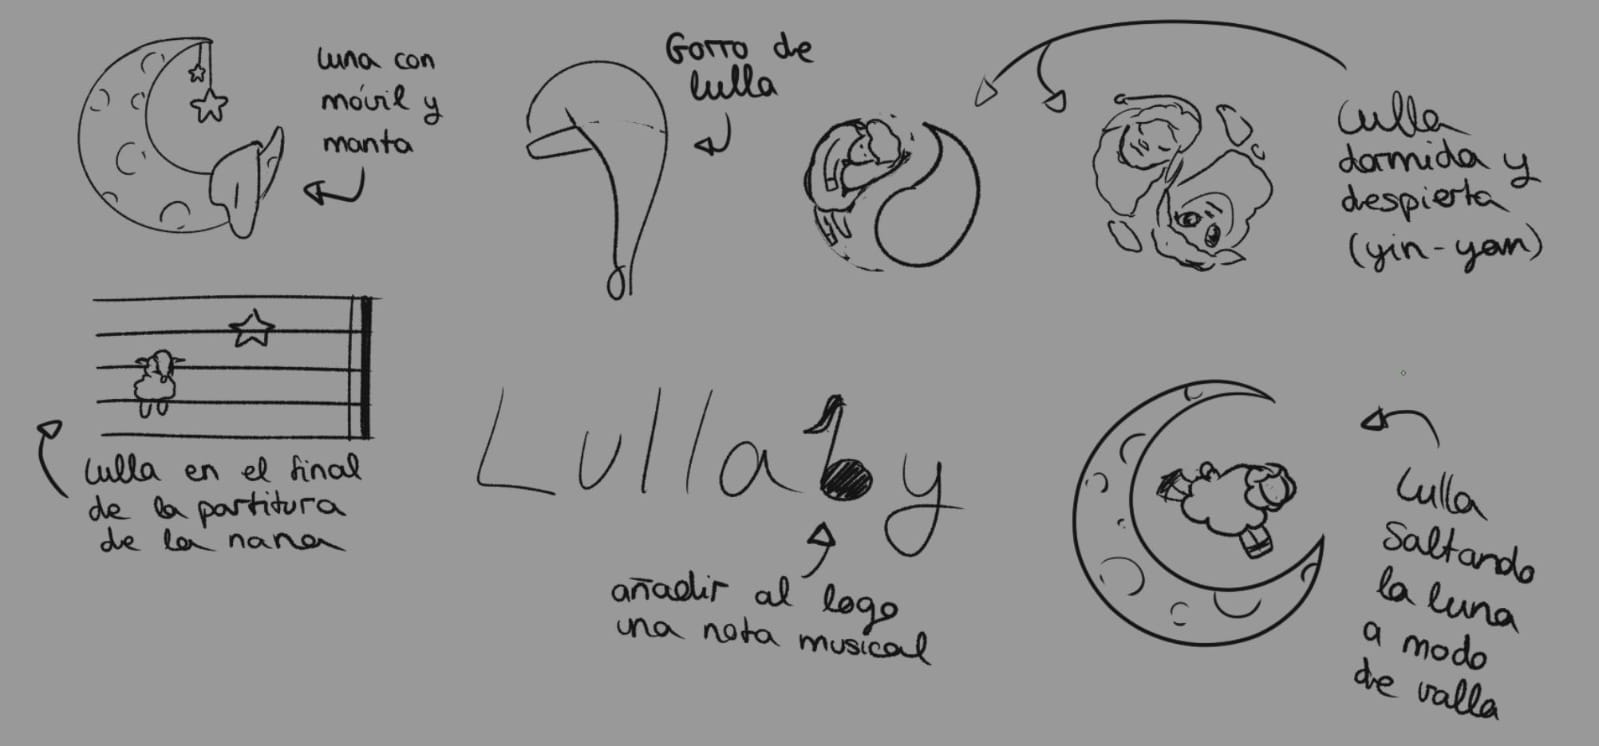 luna con
móvil y
manta
Gorro de
lulla
Lulla
dormida y
despierta
(yin-yan)
Lulla en el final
de la partitura
de la nana
Lullaby
añadir al logo
una nota musical
Lulla
saltando
la luna
a modo
de valla